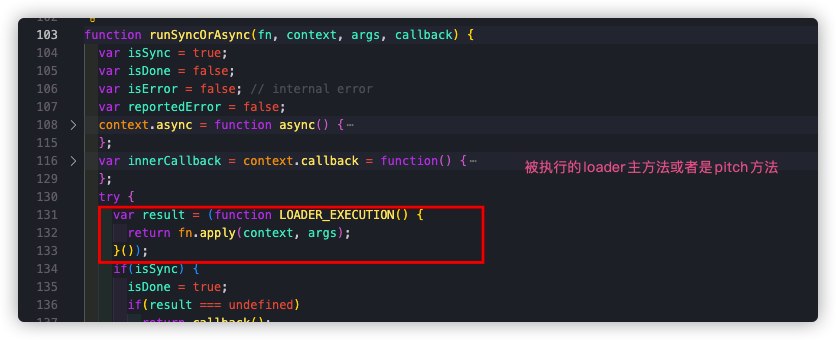 103 function runSyncOrAsync(fn, context, args, callback) {
104 var isSync = true;
105 var isDone = false;
106 var isError = false; // internal error
107 var reportedError = false;
108 context.async = function async() {⋯
115 };
116 var innerCallback = context.callback = function() {⋯
被执行的loader主方法或者是pitch方法
129 };
130 try {
131 var result = (function LOADER_EXECUTION() {
132 return fn.apply(context, args);
133 }());
134 if(isSync) {
135 isDone = true;
136 if(result === undefined)
137 return callback();